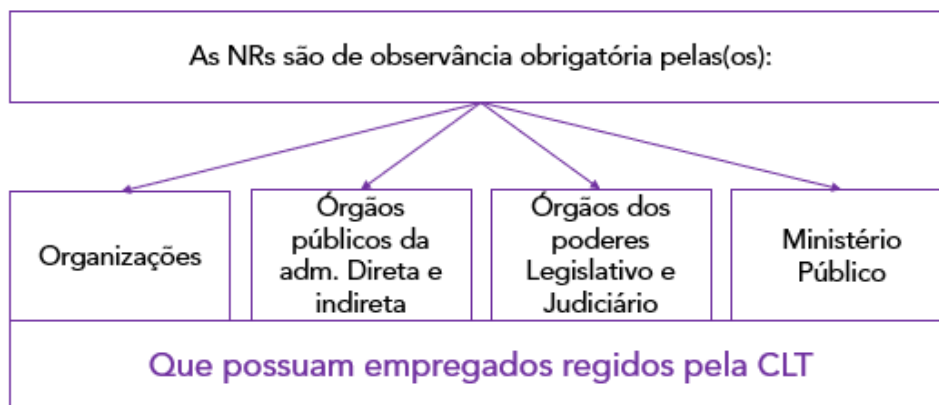 As NRs são de observância obrigatória pelas(os):
Organizações
Órgãos
públicos da
adm. Direta e
indireta
Órgãos dos
poderes
Legislativo e
Judiciário
Ministério
Público
Que possuam empregados regidos pela CLT